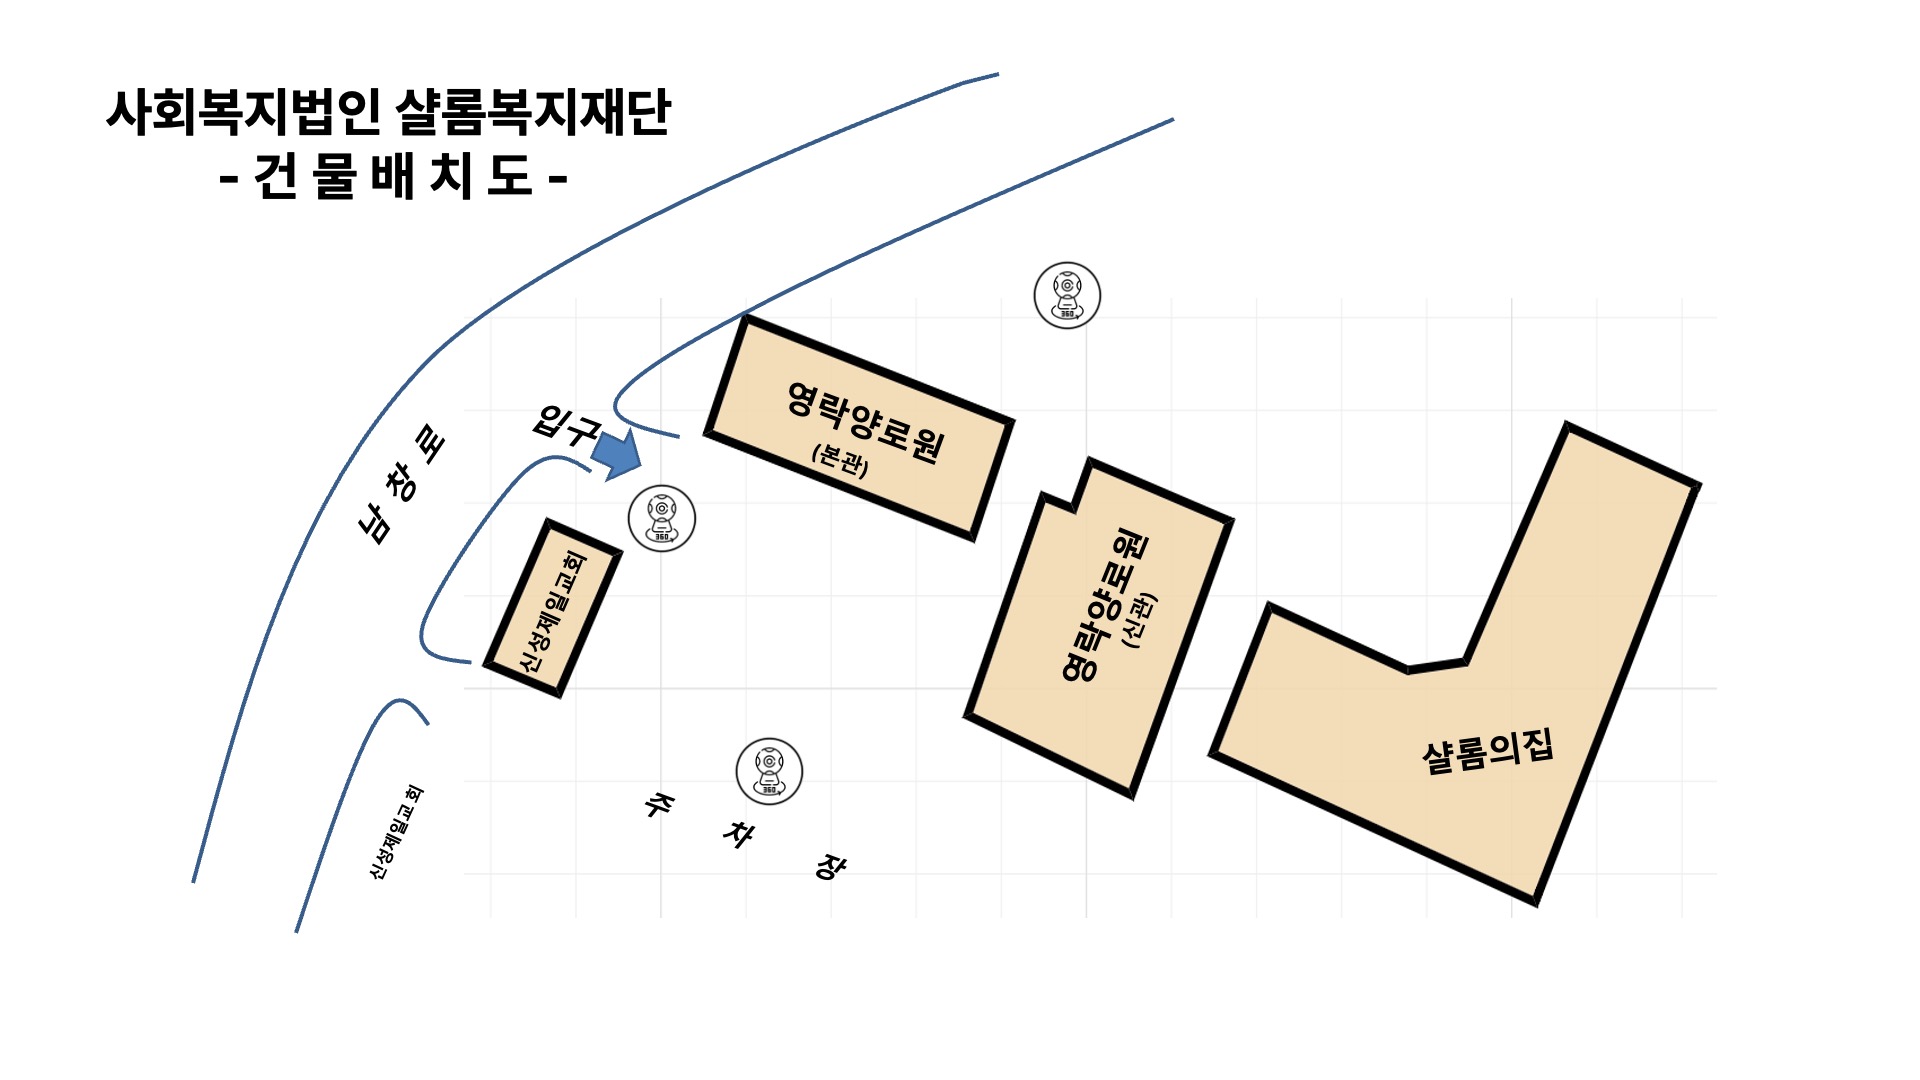 사회복지법인 샬롬복지재단
- 건 물 배 치 도 -
360
입구
남 창 로
영락양로원
(본관)
360
신성제일교회
영락양로원
(신관)
샬롬의집
360
신성제일교회
주 차 장